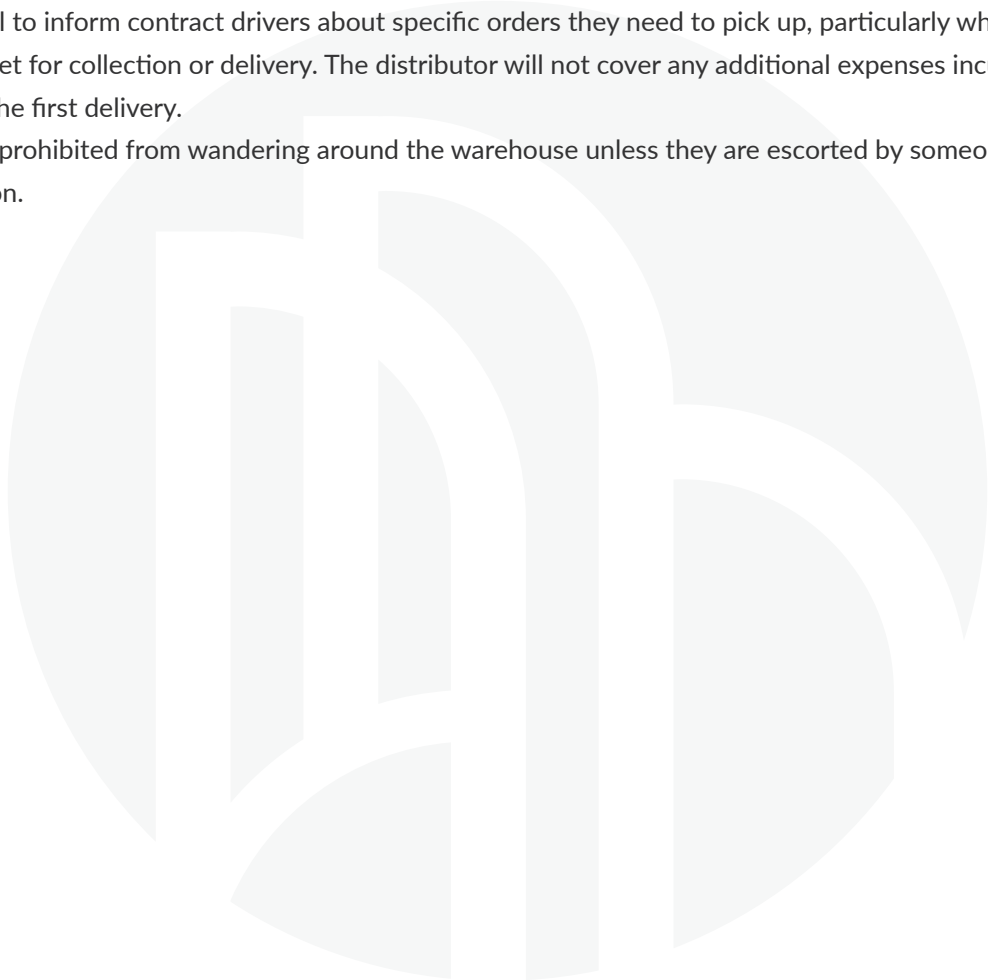 l to inform contract drivers about specific orders they need to pick up, particularly wh
et for collection or delivery. The distributor will not cover any additional expenses inc
he first delivery.
prohibited from wandering around the warehouse unless they are escorted by someo
on.